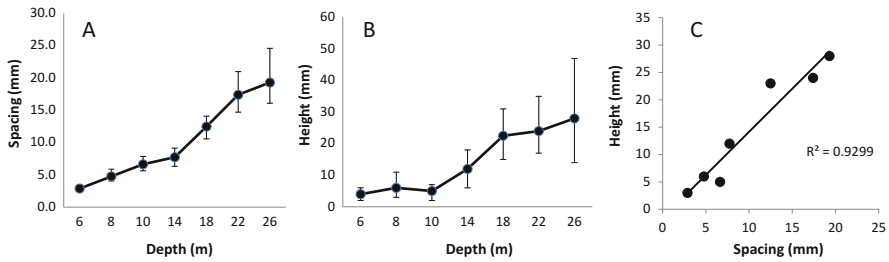 A
30.0
25.0
20.0
15.0
10.0
5.0
0.0
Spacing (mm)
6 8 10 14 18 22 26
Depth (m)
B
60
50
40
30
20
10
0
Height (mm)
6 8 10 14 18 22 26
Depth (m)
C
35
30
25
20
15
10
5
0
Height (mm)
R² = 0.9299
0 5 10 15 20 25
Spacing (mm)